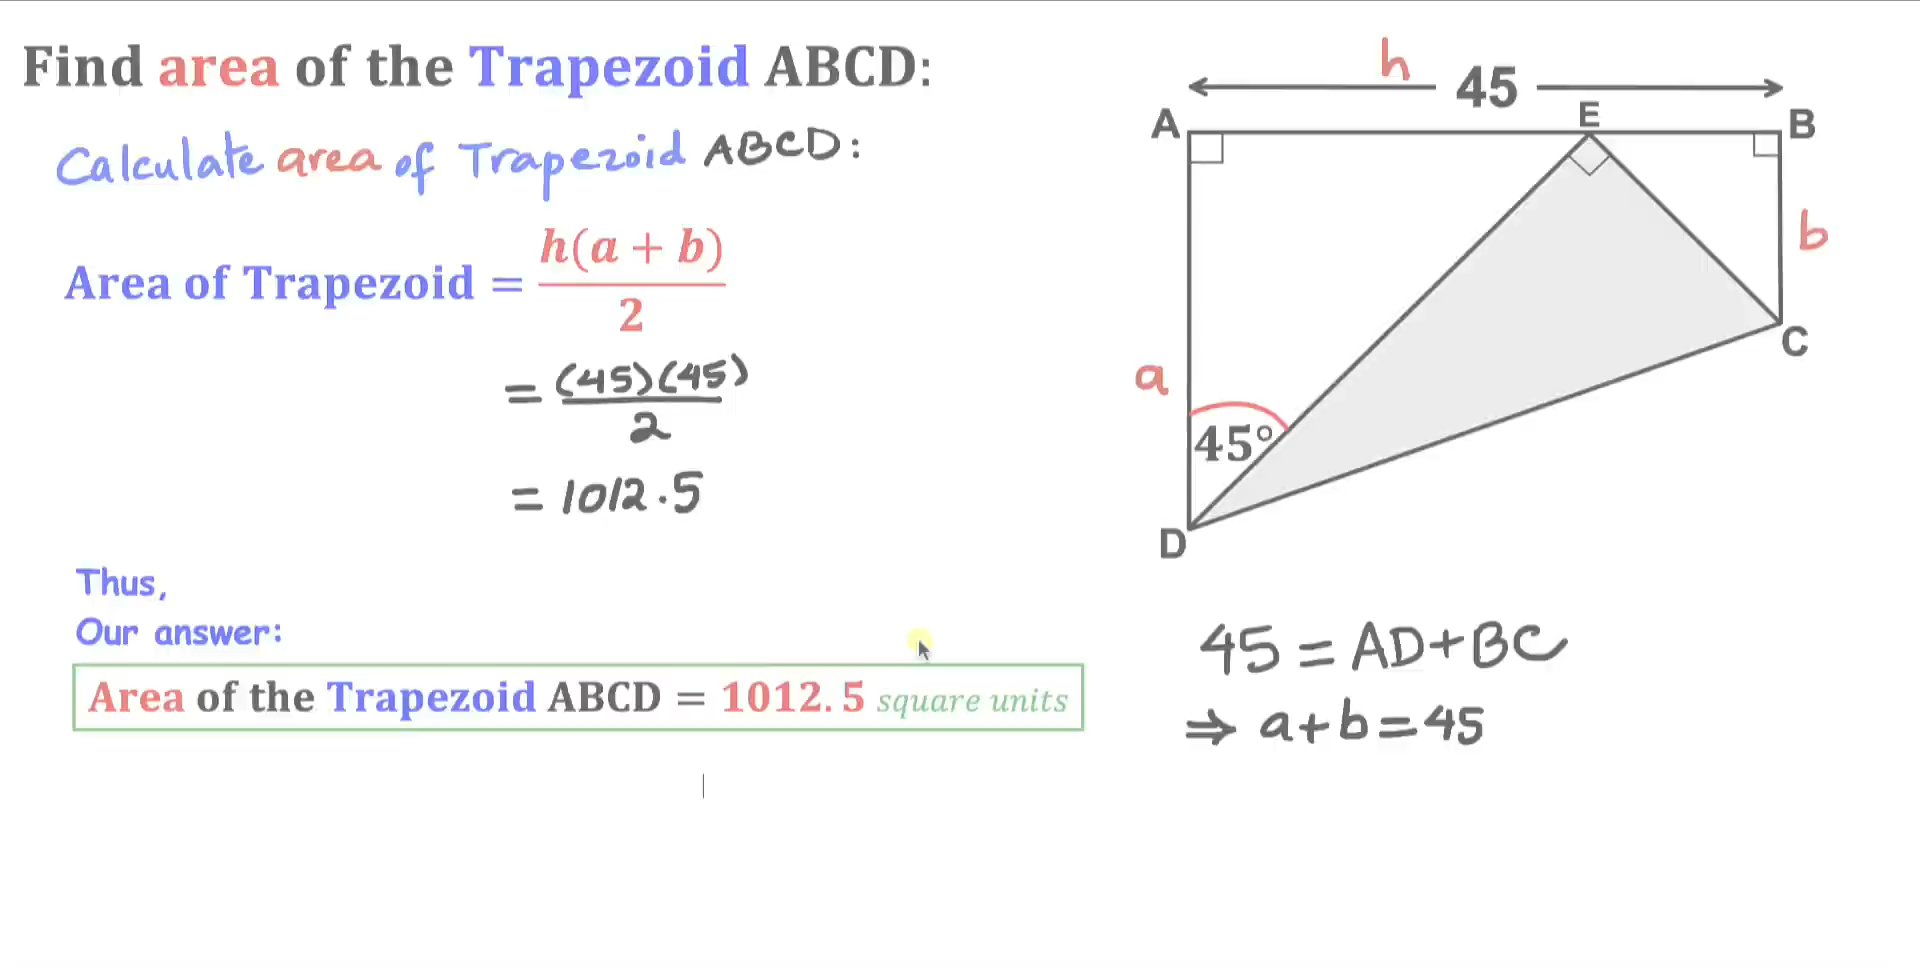 Find area of the Trapezoid ABCD:
Calculate area of Trapezoid ABCD:
Area of Trapezoid = h(a + b)
2
= (45)(45)
2
= 1012.5
Thus,
Our answer:
Area of the Trapezoid ABCD = 1012.5 square units
h
45
A
E
B
b
C
a
45°
D
45 = AD+BC
⇒ a+b=45